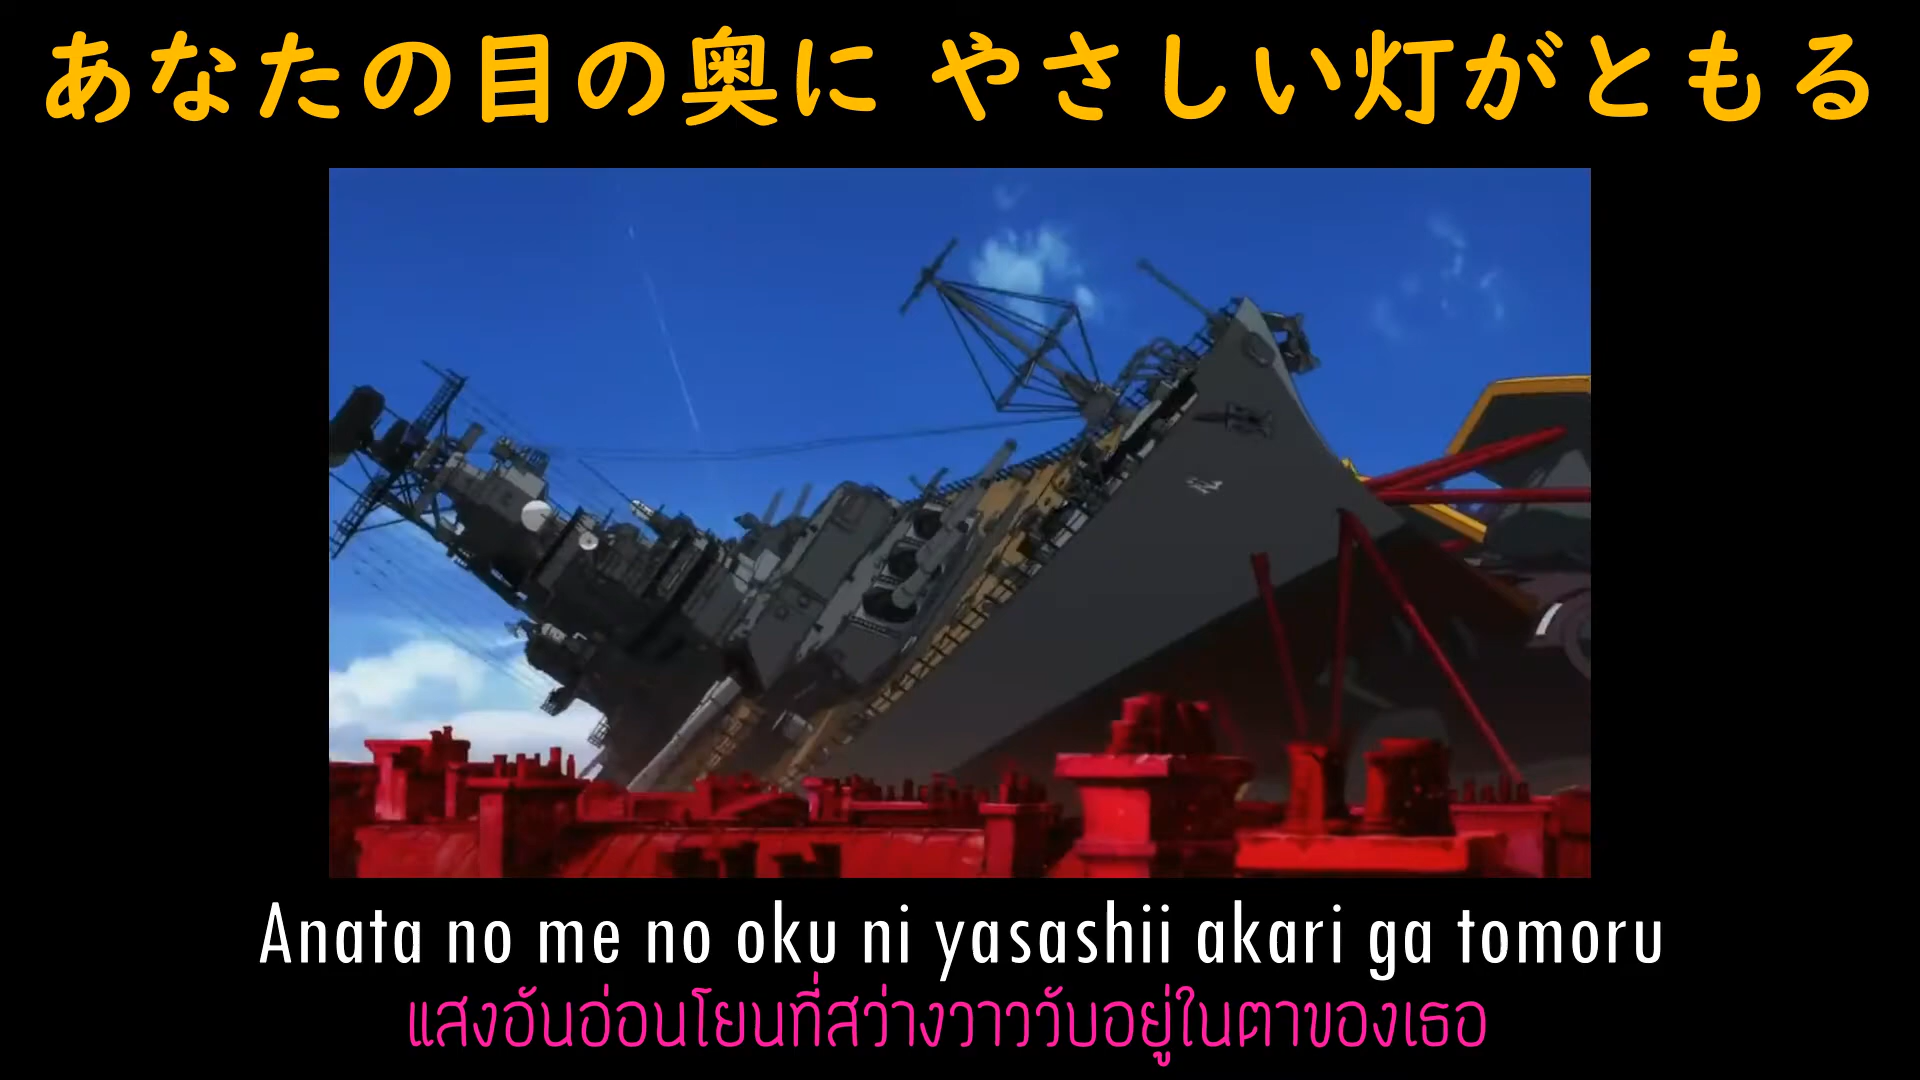 あなたの目の奥に やさしい灯がともる
Anata no me no oku ni yasashii akari ga tomoru
แสงอันอ่อนโยนที่สว่างวาววับอยู่ในตาของเธอ